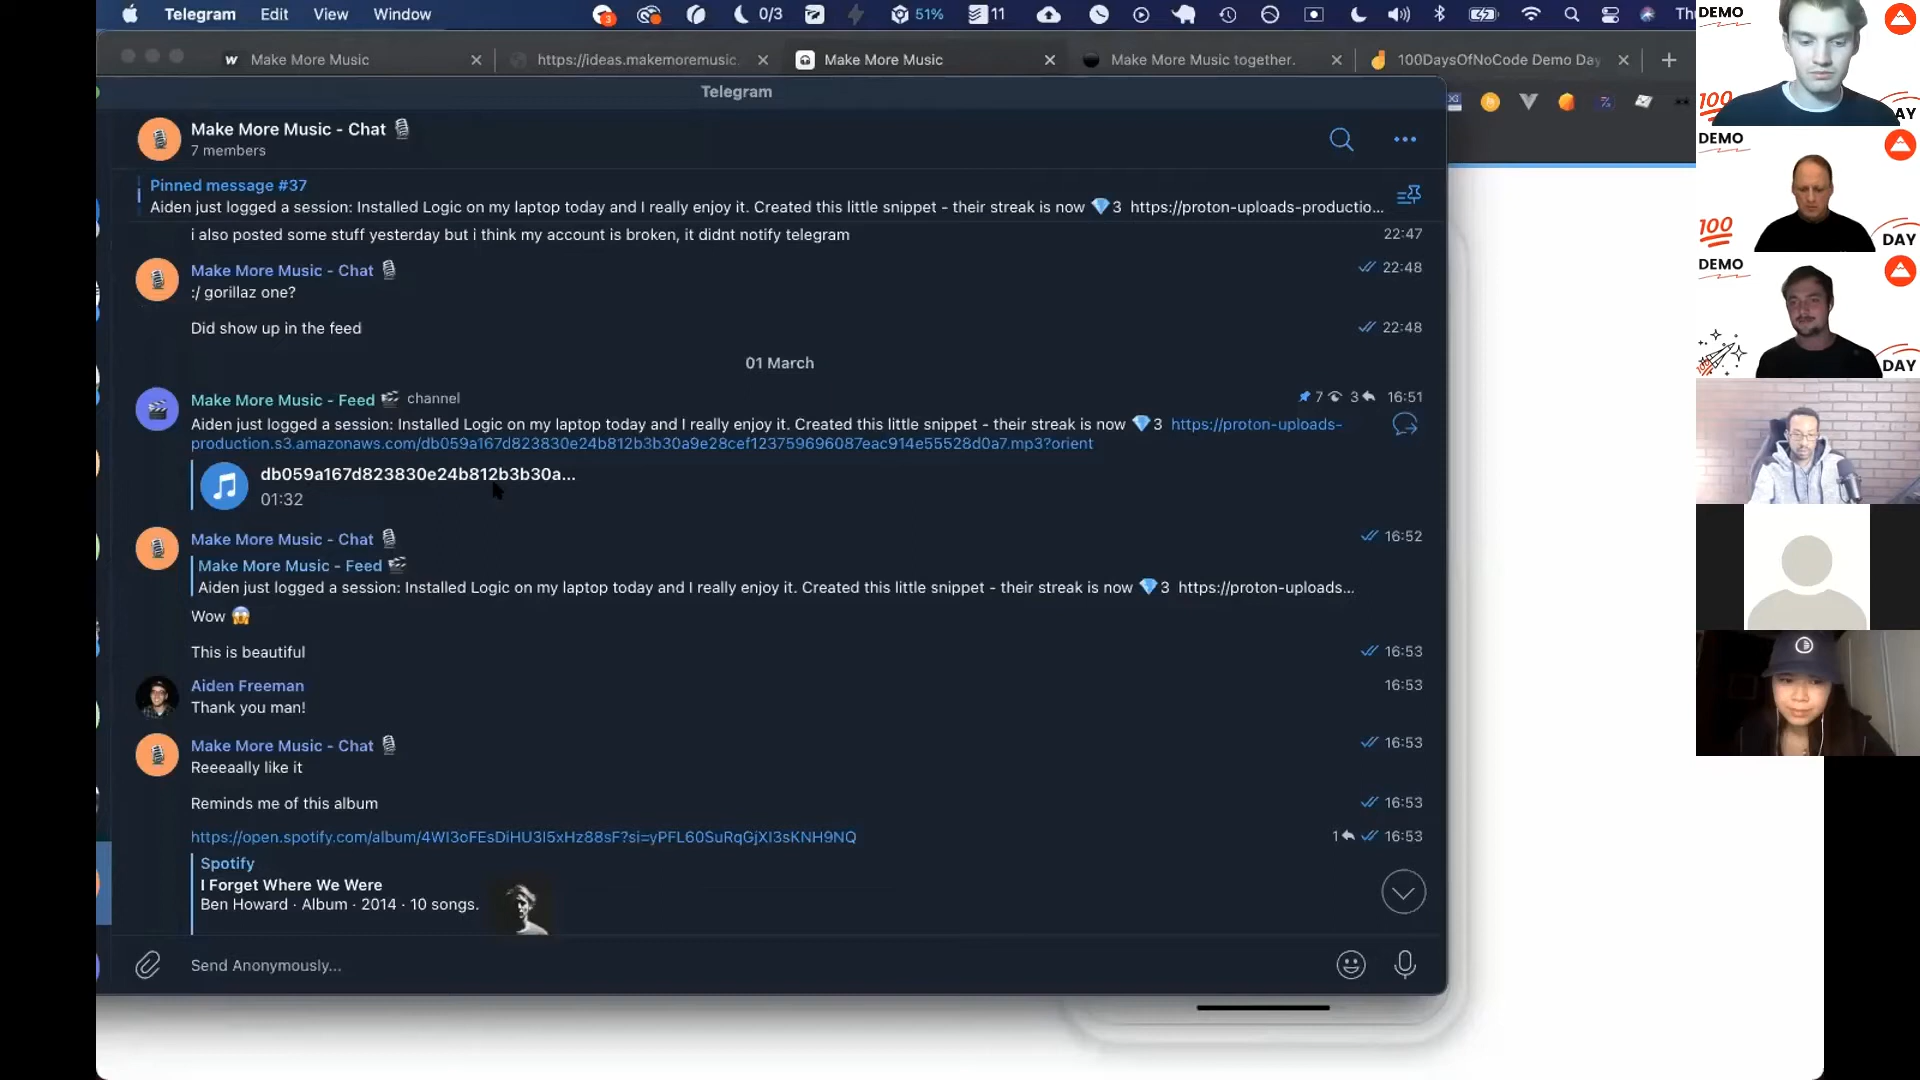 Telegram Edit View Window 3 0/3 51% 11 Th
Make More Music https://ideas.makemoremusic. Make More Music Make More Music together. 100DaysOfNoCode Demo Day
Telegram
Make More Music - Chat
7 members
Pinned message #37
Aiden just logged a session: Installed Logic on my laptop today and I really enjoy it. Created this little snippet - their streak is now 💎3 https://proton-uploads-productio...
i also posted some stuff yesterday but i think my account is broken, it didnt notify telegram 22:47
Make More Music - Chat 22:48
:/ gorillaz one?
Did show up in the feed 22:48
01 March
Make More Music - Feed channel 7 3 16:51
Aiden just logged a session: Installed Logic on my laptop today and I really enjoy it. Created this little snippet - their streak is now 💎3 https://proton-uploads-
production.s3.amazonaws.com/db059a167d823830e24b812b3b30a9e28cef123759696087eac914e55528d0a7.mp3?orient
db059a167d823830e24b812b3b30a...
01:32
Make More Music - Chat 16:52
Make More Music - Feed
Aiden just logged a session: Installed Logic on my laptop today and I really enjoy it. Created this little snippet - their streak is now 💎3 https://proton-uploads...
Wow 😱
This is beautiful 16:53
Aiden Freeman 16:53
Thank you man!
Make More Music - Chat 16:53
Reeeaally like it
Reminds me of this album 16:53
https://open.spotify.com/album/4WI3oFEsDiHU3I5xHz88sF?si=yPFL60SuRqGjXI3sKNH9NQ 1 16:53
Spotify
I Forget Where We Were
Ben Howard · Album · 2014 · 10 songs.
Send Anonymously...
DEMO
100 AY
DEMO
100 DAY
DEMO
DAY